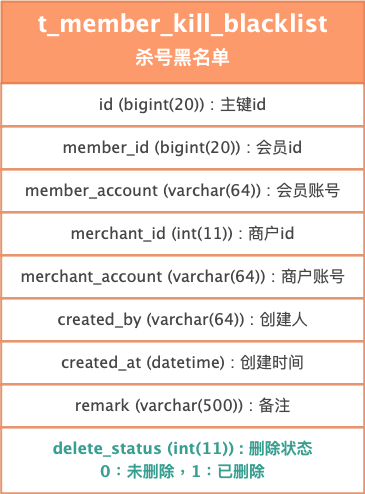 t_member_kill_blacklist
杀号黑名单
id (bigint(20))：主键id
member_id (bigint(20))：会员id
member_account (varchar(64))：会员账号
merchant_id (int(11))：商户id
merchant_account (varchar(64))：商户账号
created_by (varchar(64))：创建人
created_at (datetime)：创建时间
remark (varchar(500))：备注
delete_status (int(11))：删除状态
0：未删除，1：已删除